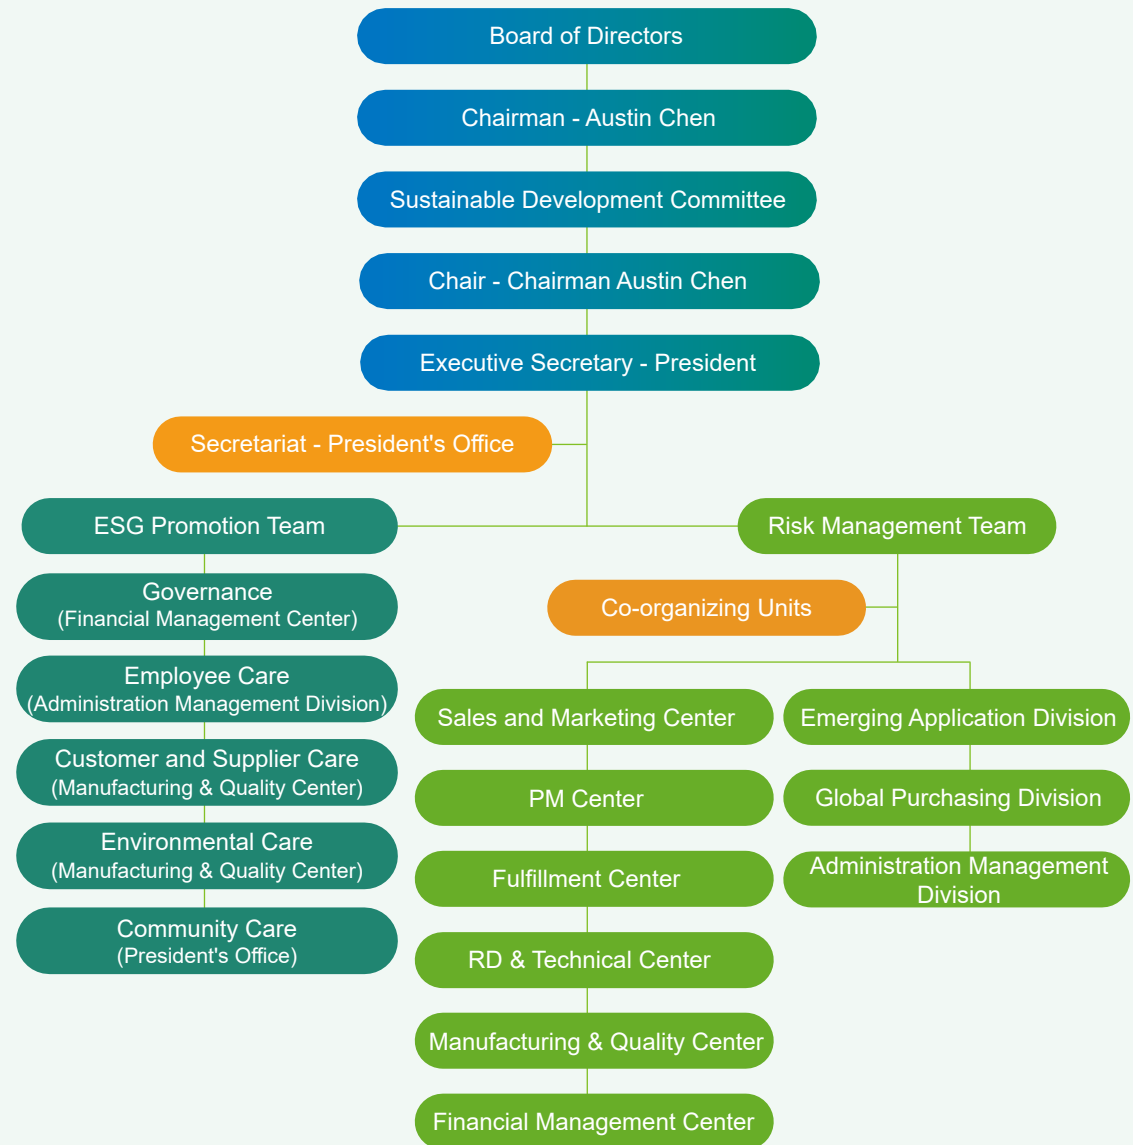 Board of Directors
Chairman - Austin Chen
Sustainable Development Committee
Chair - Chairman Austin Chen
Executive Secretary - President
Secretariat - President's Office
ESG Promotion Team
Governance
(Financial Management Center)
Employee Care
(Administration Management Division)
Customer and Supplier Care
(Manufacturing & Quality Center)
Environmental Care
(Manufacturing & Quality Center)
Community Care
(President's Office)
Risk Management Team
Co-organizing Units
Sales and Marketing Center
PM Center
Fulfillment Center
RD & Technical Center
Manufacturing & Quality Center
Financial Management Center
Emerging Application Division
Global Purchasing Division
Administration Management
Division